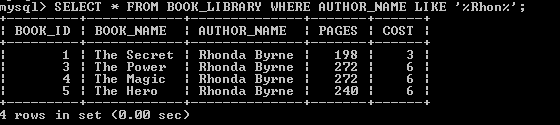 mysql> SELECT * FROM BOOK_LIBRARY WHERE AUTHOR_NAME LIKE '%Rhon%';
+---------+------------+--------------+-------+------+
| BOOK_ID | BOOK_NAME | AUTHOR_NAME | PAGES | COST |
+---------+------------+--------------+-------+------+
| 1 | The Secret | Rhonda Byrne | 198 | 3 |
| 3 | The Power | Rhonda Byrne | 272 | 6 |
| 4 | The Magic | Rhonda Byrne | 272 | 6 |
| 5 | The Hero | Rhonda Byrne | 240 | 6 |
+---------+------------+--------------+-------+------+
4 rows in set (0.00 sec)